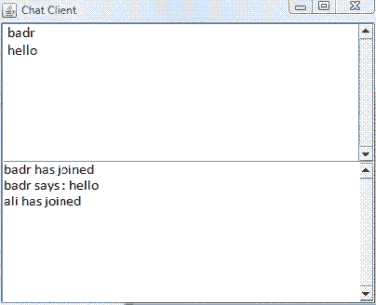 Chat Client
badr
hello
badr has joined
badr says: hello
ali has joined